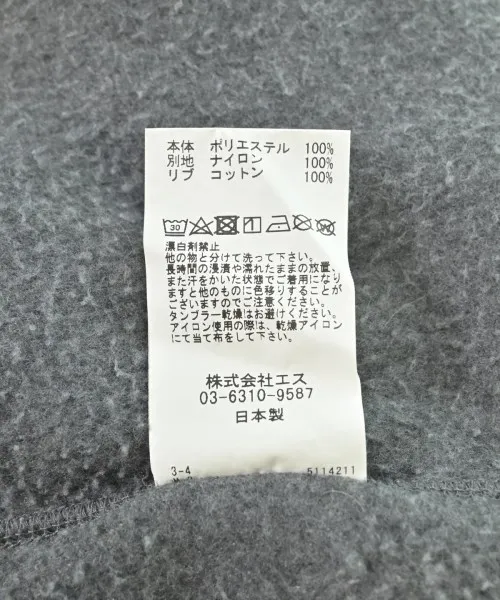 本体 ポリエステル 100%
別地 ナイロン 100%
リブ コットン 100%
30
漂白剤禁止
他の物と分けて洗って下さい。
長時間の浸漬や濡れたままの放置、
また汗をかいた状態でご着用になり
ますと他のものに色移りすることが
ございますのでご注意ください。
タンブラー乾燥はお避けください。
アイロン使用の際は、乾燥アイロン
にて当て布をして下さい。
株式会社エス
03-6310-9587
日本製
3-4
5114211